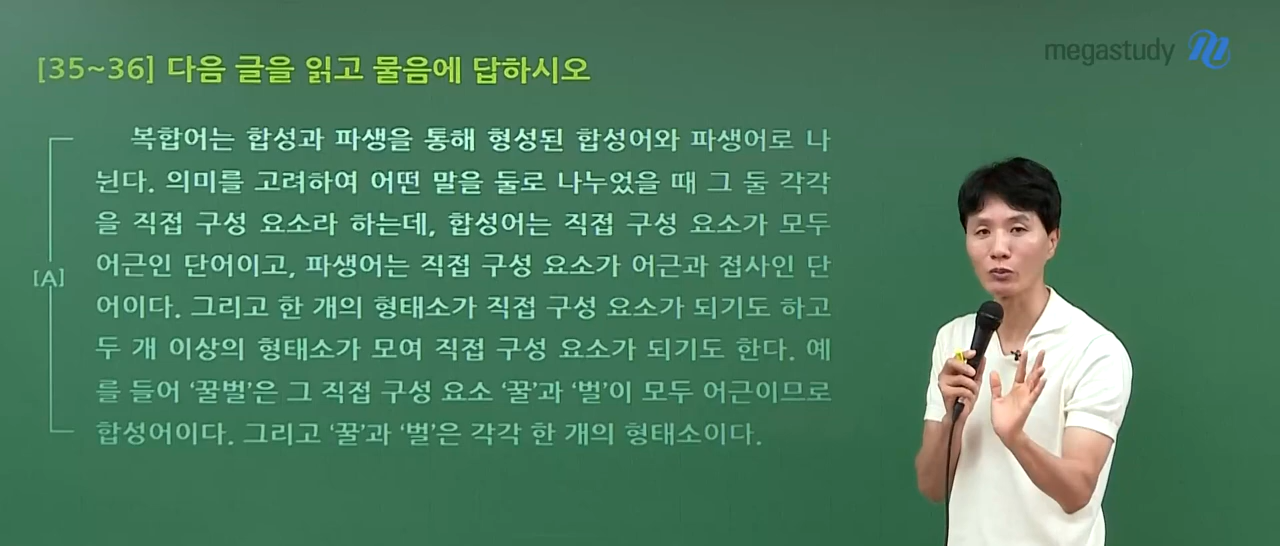 megastudy
[35~36] 다음 글을 읽고 물음에 답하시오
복합어는 합성과 파생을 통해 형성된 합성어와 파생어로 나
뉜다. 의미를 고려하여 어떤 말을 둘로 나누었을 때 그 둘 각각
을 직접 구성 요소라 하는데, 합성어는 직접 구성 요소가 모두
[A] 어근인 단어이고, 파생어는 직접 구성 요소가 어근과 접사인 단
어이다. 그리고 한 개의 형태소가 직접 구성 요소가 되기도 하고
두 개 이상의 형태소가 모여 직접 구성 요소가 되기도 한다. 예
를 들어 ‘꿀벌’은 그 직접 구성 요소 ‘꿀’과 ‘벌’이 모두 어근이므로
합성어이다. 그리고 ‘꿀’과 ‘벌’은 각각 한 개의 형태소이다.